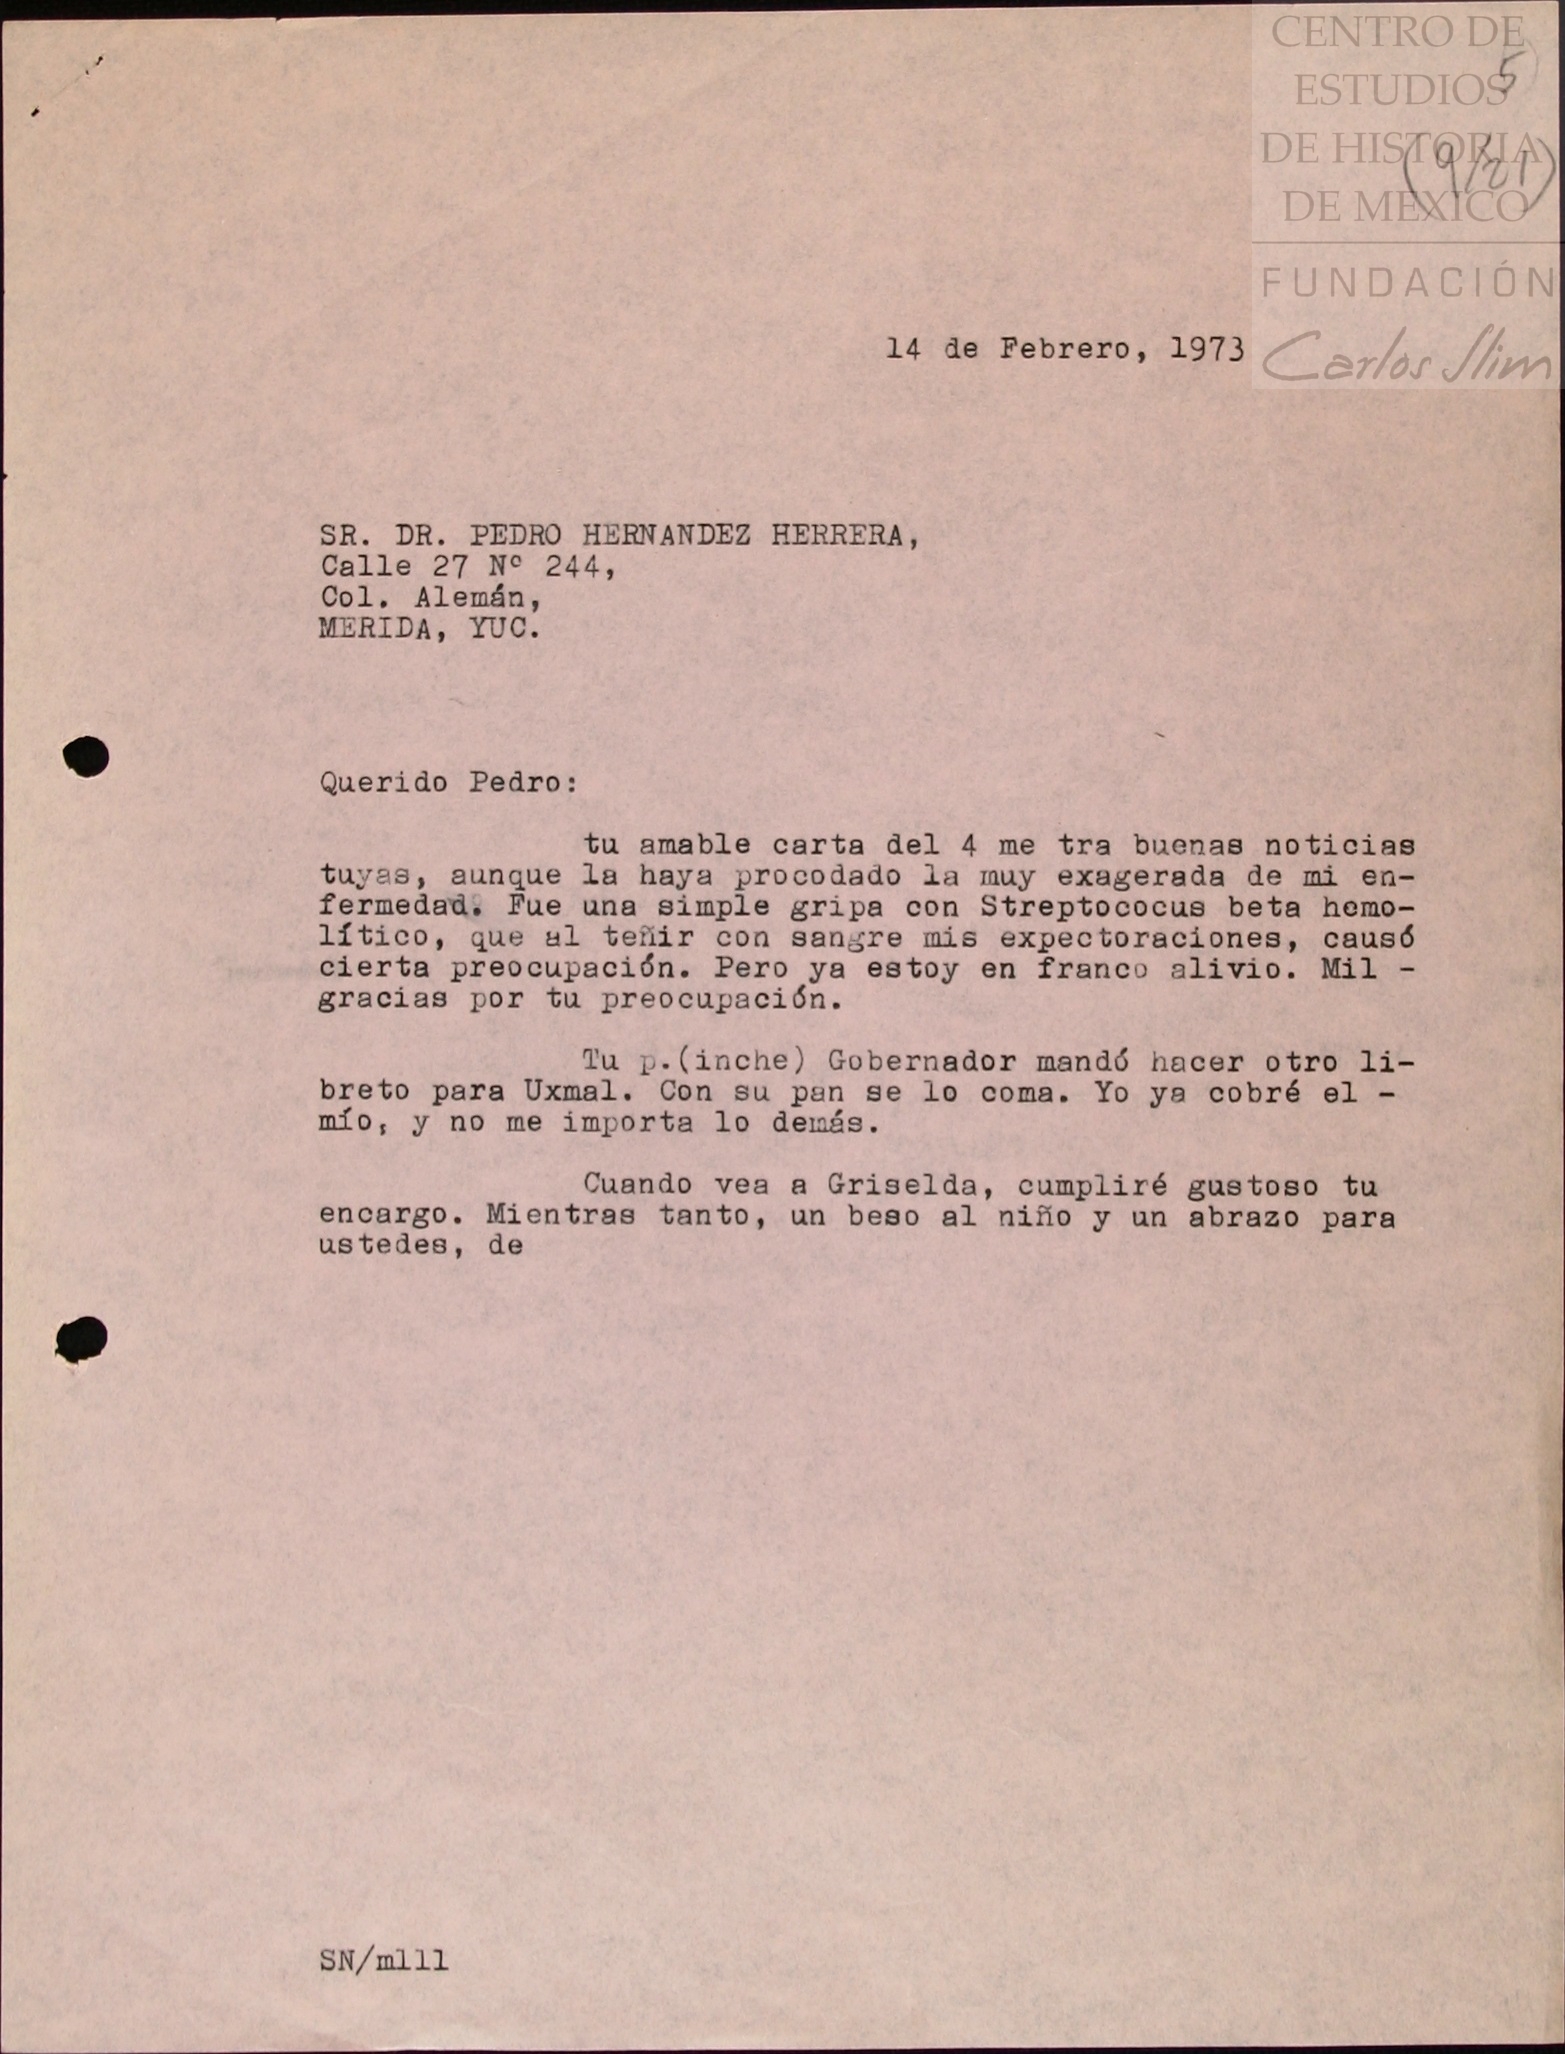 CENTRO DE
ESTUDIOS
5
DE HISTORIA
(9/21)
DE MEXICO
FUNDACIÓN
Carlos Slim
14 de Febrero, 1973
SR. DR. PEDRO HERNANDEZ HERRERA,
Calle 27 Nº 244,
Col. Alemán,
MERIDA, YUC.
Querido Pedro:
tu amable carta del 4 me tra buenas noticias
tuyas, aunque la haya procodado la muy exagerada de mi en-
fermedad. Fue una simple gripa con Streptococus beta hemo-
lítico, que al teñir con sangre mis expectoraciones, causó
cierta preocupación. Pero ya estoy en franco alivio. Mil -
gracias por tu preocupación.
Tu p.(inche) Gobernador mandó hacer otro li-
breto para Uxmal. Con su pan se lo coma. Yo ya cobré el -
mío, y no me importa lo demás.
Cuando vea a Griselda, cumpliré gustoso tu
encargo. Mientras tanto, un beso al niño y un abrazo para
ustedes, de
SN/mlll